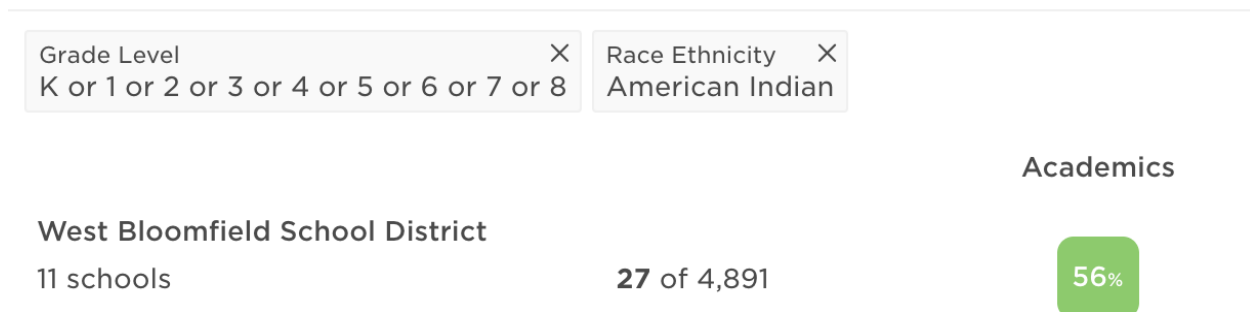 Grade Level
K or 1 or 2 or 3 or 4 or 5 or 6 or 7 or 8
Race Ethnicity
American Indian
Academics
West Bloomfield School District
11 schools
27 of 4,891
56%